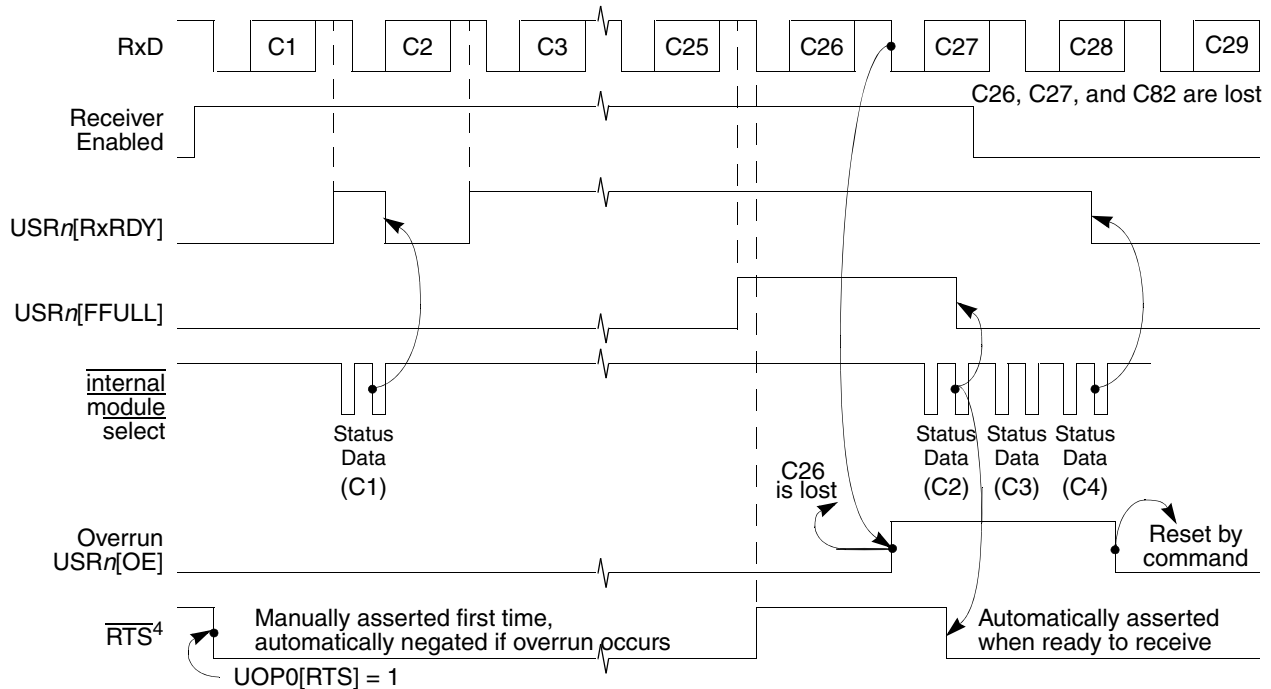 RxD
C1
C2
C3
C25
C26
C27
C28
C29
C26, C27, and C82 are lost
Receiver
Enabled
USRn[RxRDY]
USRn[FFULL]
internal
module
select
Status
Data
(C1)
Status
Data
(C2)
Status
Data
(C3)
Status
Data
(C4)
C26
is lost
Overrun
USRn[OE]
Reset by
command
RTS4
Manually asserted first time,
automatically negated if overrun occurs
Automatically asserted
when ready to receive
UOP0[RTS] = 1